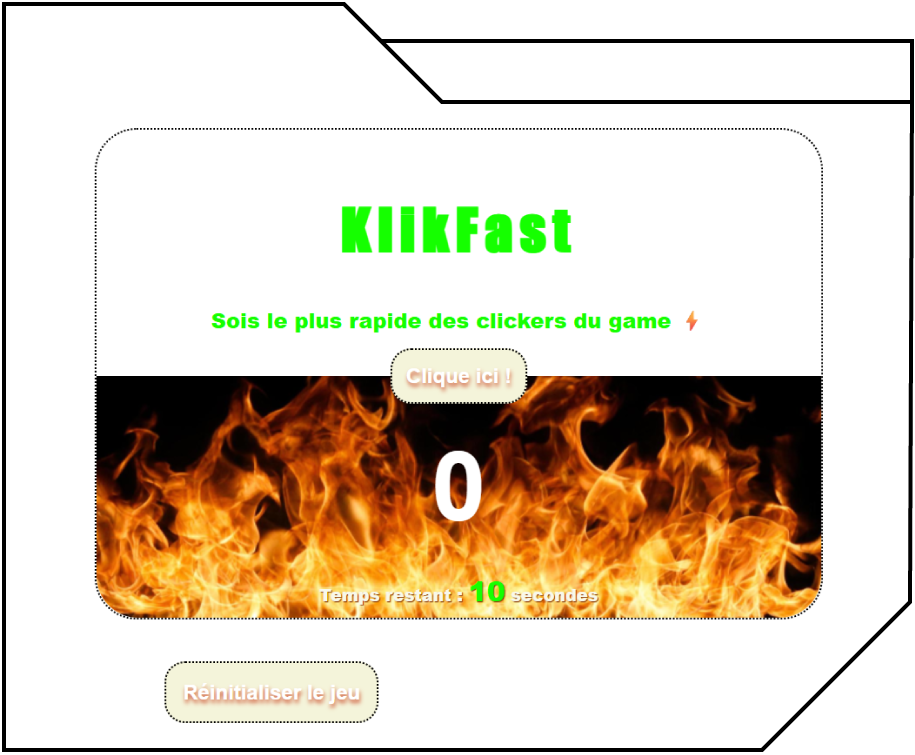 KlikFast
Sois le plus rapide des clickers du game ⚡
Clique ici !
0
Temps restant : 10 secondes
Réinitialiser le jeu